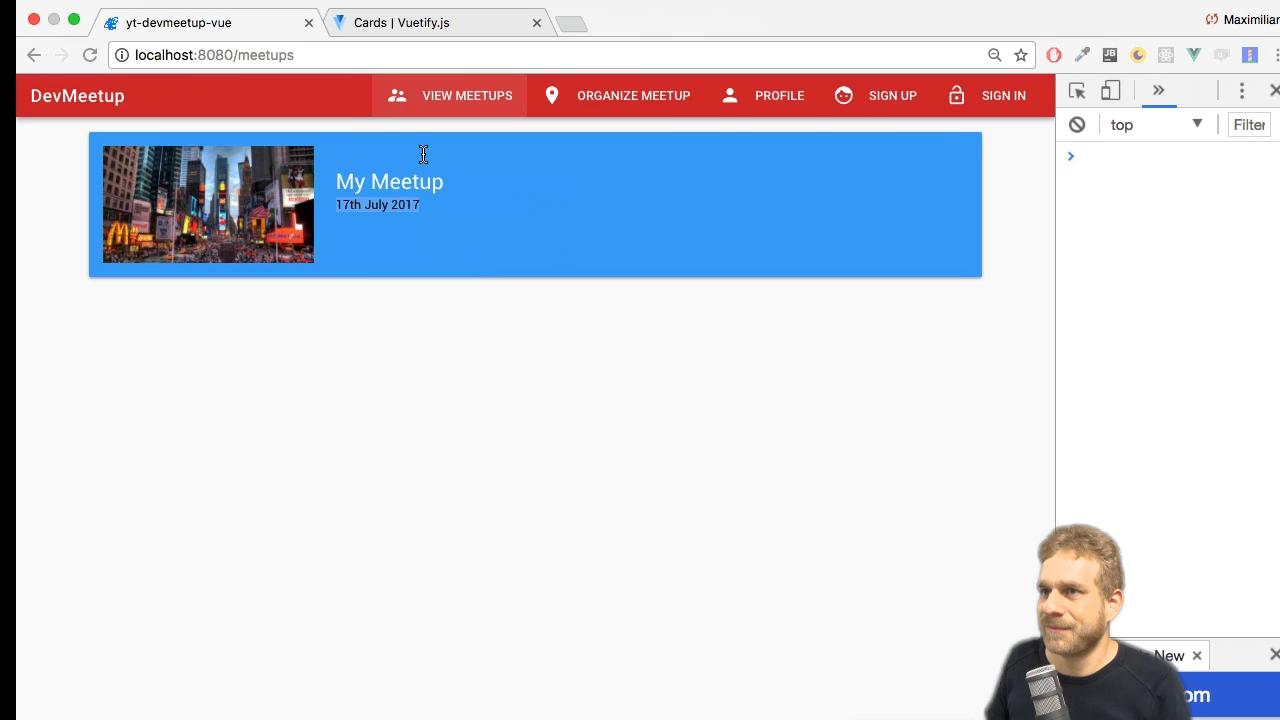 yt-devmeetup-vue
Cards | Vuetify.js
Maximilian
localhost:8080/meetups
JB
DevMeetup
VIEW MEETUPS
ORGANIZE MEETUP
PROFILE
SIGN UP
SIGN IN
top
Filter
My Meetup
17th July 2017
New
om